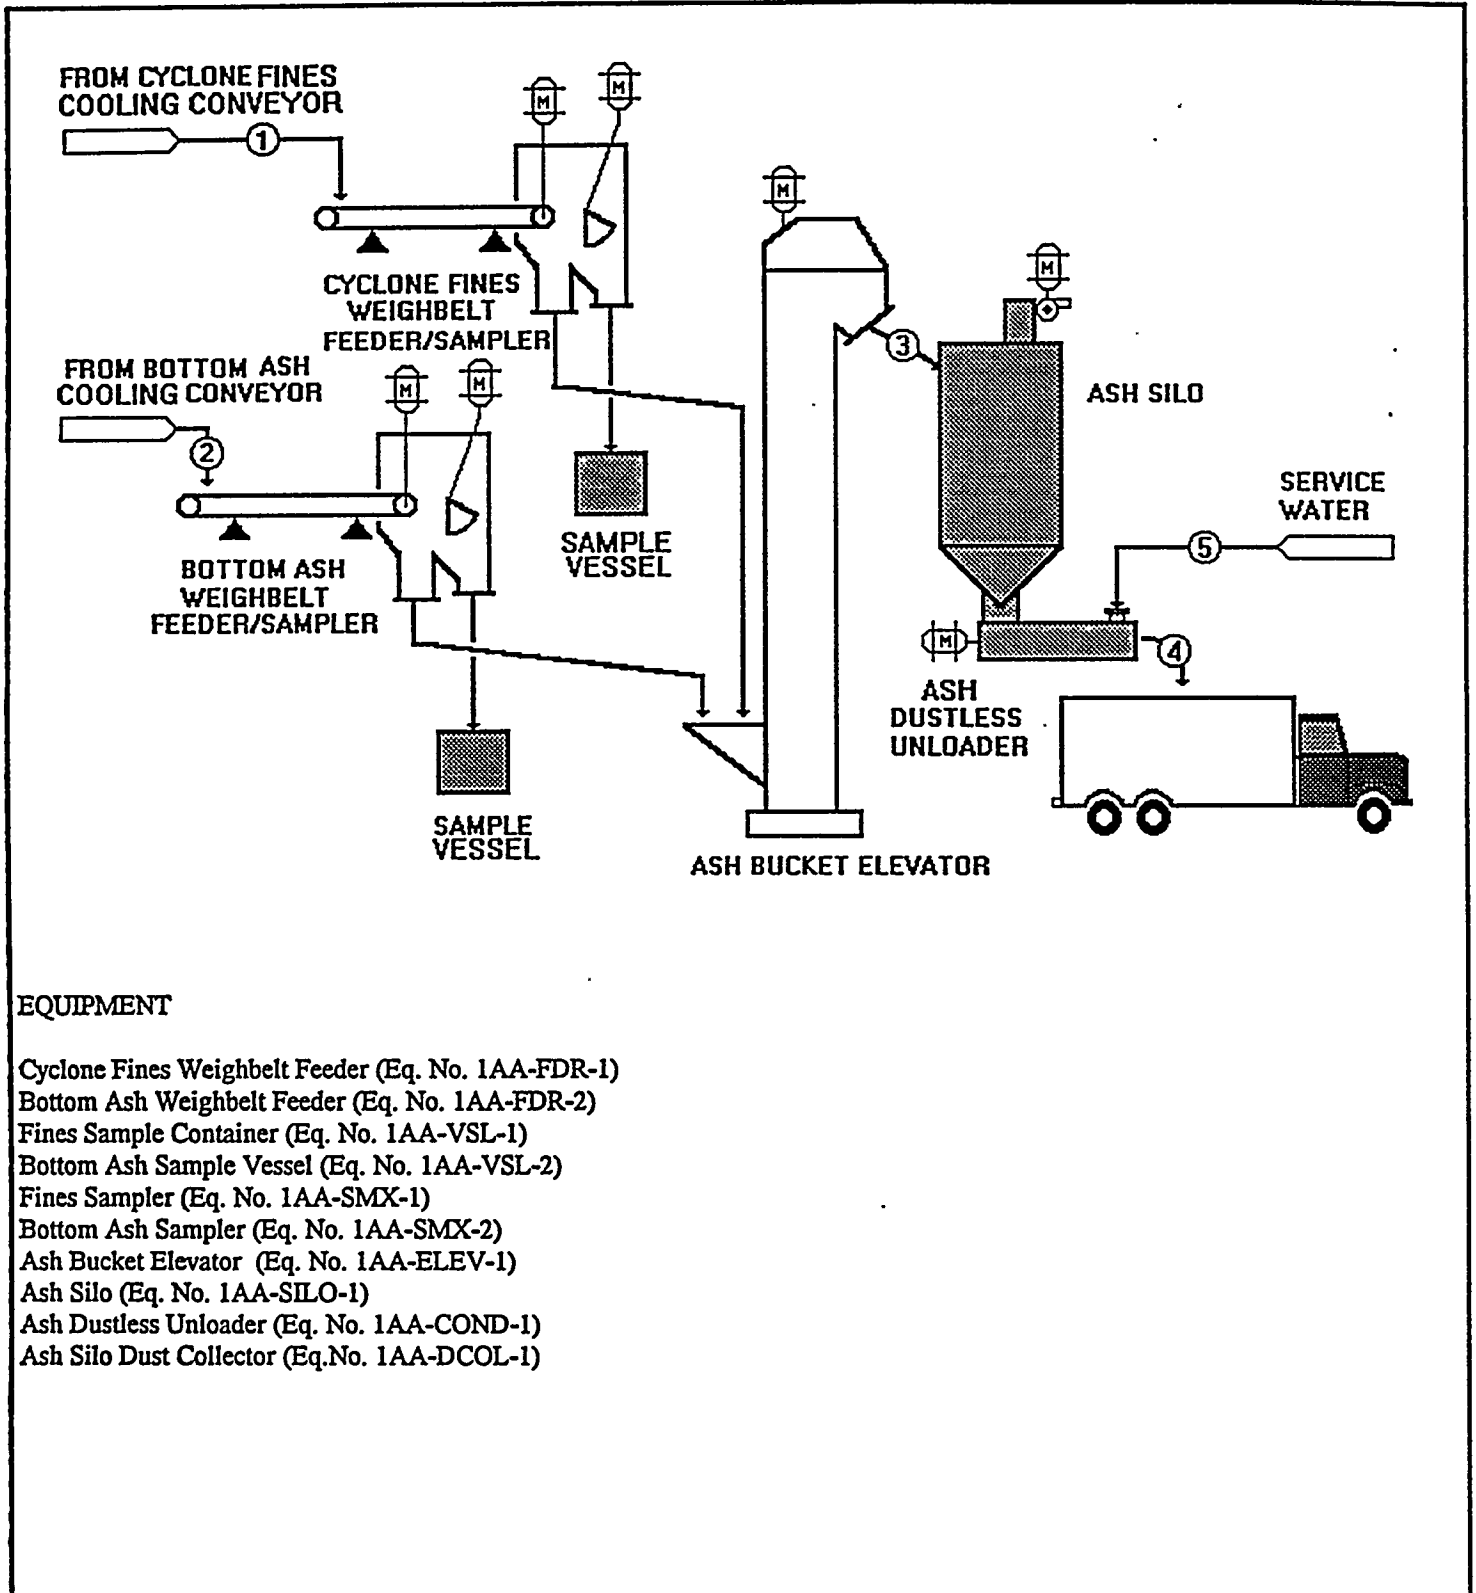 FROM CYCLONE FINES
COOLING CONVEYOR
1
M
M
CYCLONE FINES
WEIGHBELT
FEEDER/SAMPLER
FROM BOTTOM ASH
COOLING CONVEYOR
2
M
M
BOTTOM ASH
WEIGHBELT
FEEDER/SAMPLER
SAMPLE
VESSEL
SAMPLE
VESSEL
M
3
M
ASH SILO
SERVICE
WATER
5
M
4
ASH
DUSTLESS
UNLOADER
ASH BUCKET ELEVATOR
EQUIPMENT
Cyclone Fines Weighbelt Feeder (Eq. No. 1AA-FDR-1)
Bottom Ash Weighbelt Feeder (Eq. No. 1AA-FDR-2)
Fines Sample Container (Eq. No. 1AA-VSL-1)
Bottom Ash Sample Vessel (Eq. No. 1AA-VSL-2)
Fines Sampler (Eq. No. 1AA-SMX-1)
Bottom Ash Sampler (Eq. No. 1AA-SMX-2)
Ash Bucket Elevator (Eq. No. 1AA-ELEV-1)
Ash Silo (Eq. No. 1AA-SILO-1)
Ash Dustless Unloader (Eq. No. 1AA-COND-1)
Ash Silo Dust Collector (Eq.No. 1AA-DCOL-1)